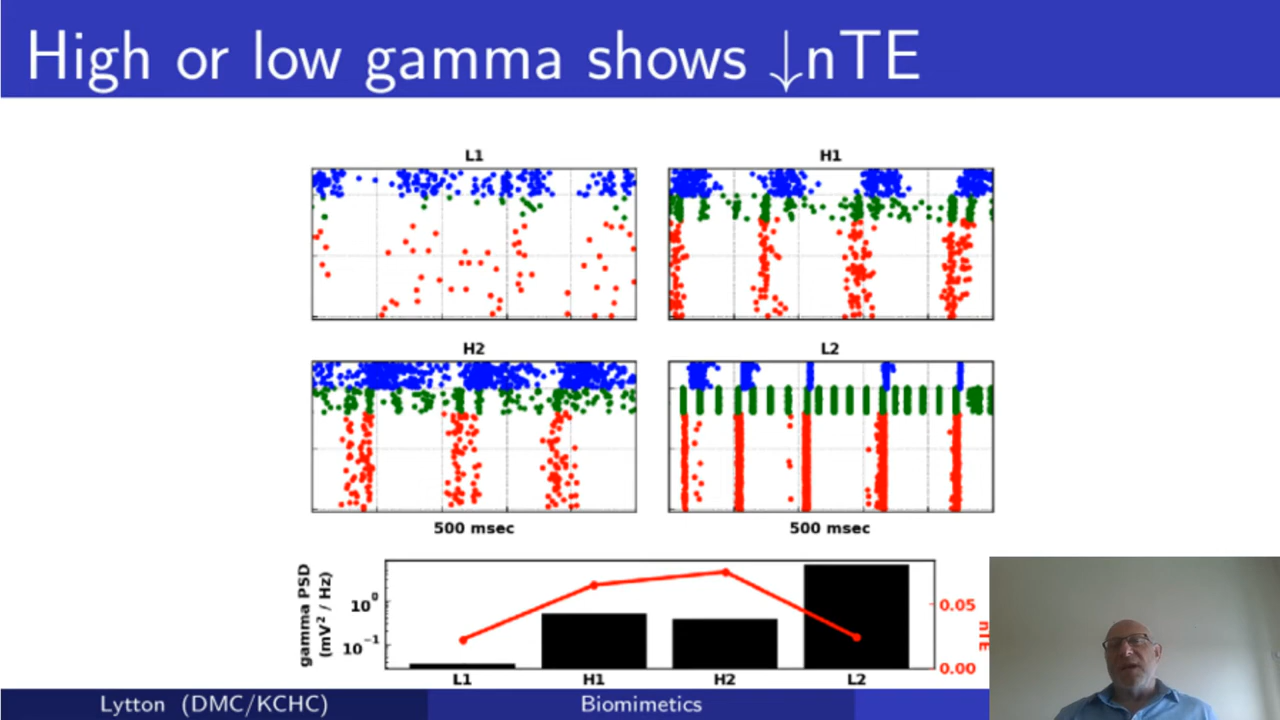 High or low gamma shows ↓nTE
L1
H1
H2
L2
500 msec
500 msec
gamma PSD
(mV² / Hz)
10⁰
10⁻¹
0.05
0.00
nTE
L1
H1
H2
L2
Lytton (DMC/KCHC)
Biomimetics